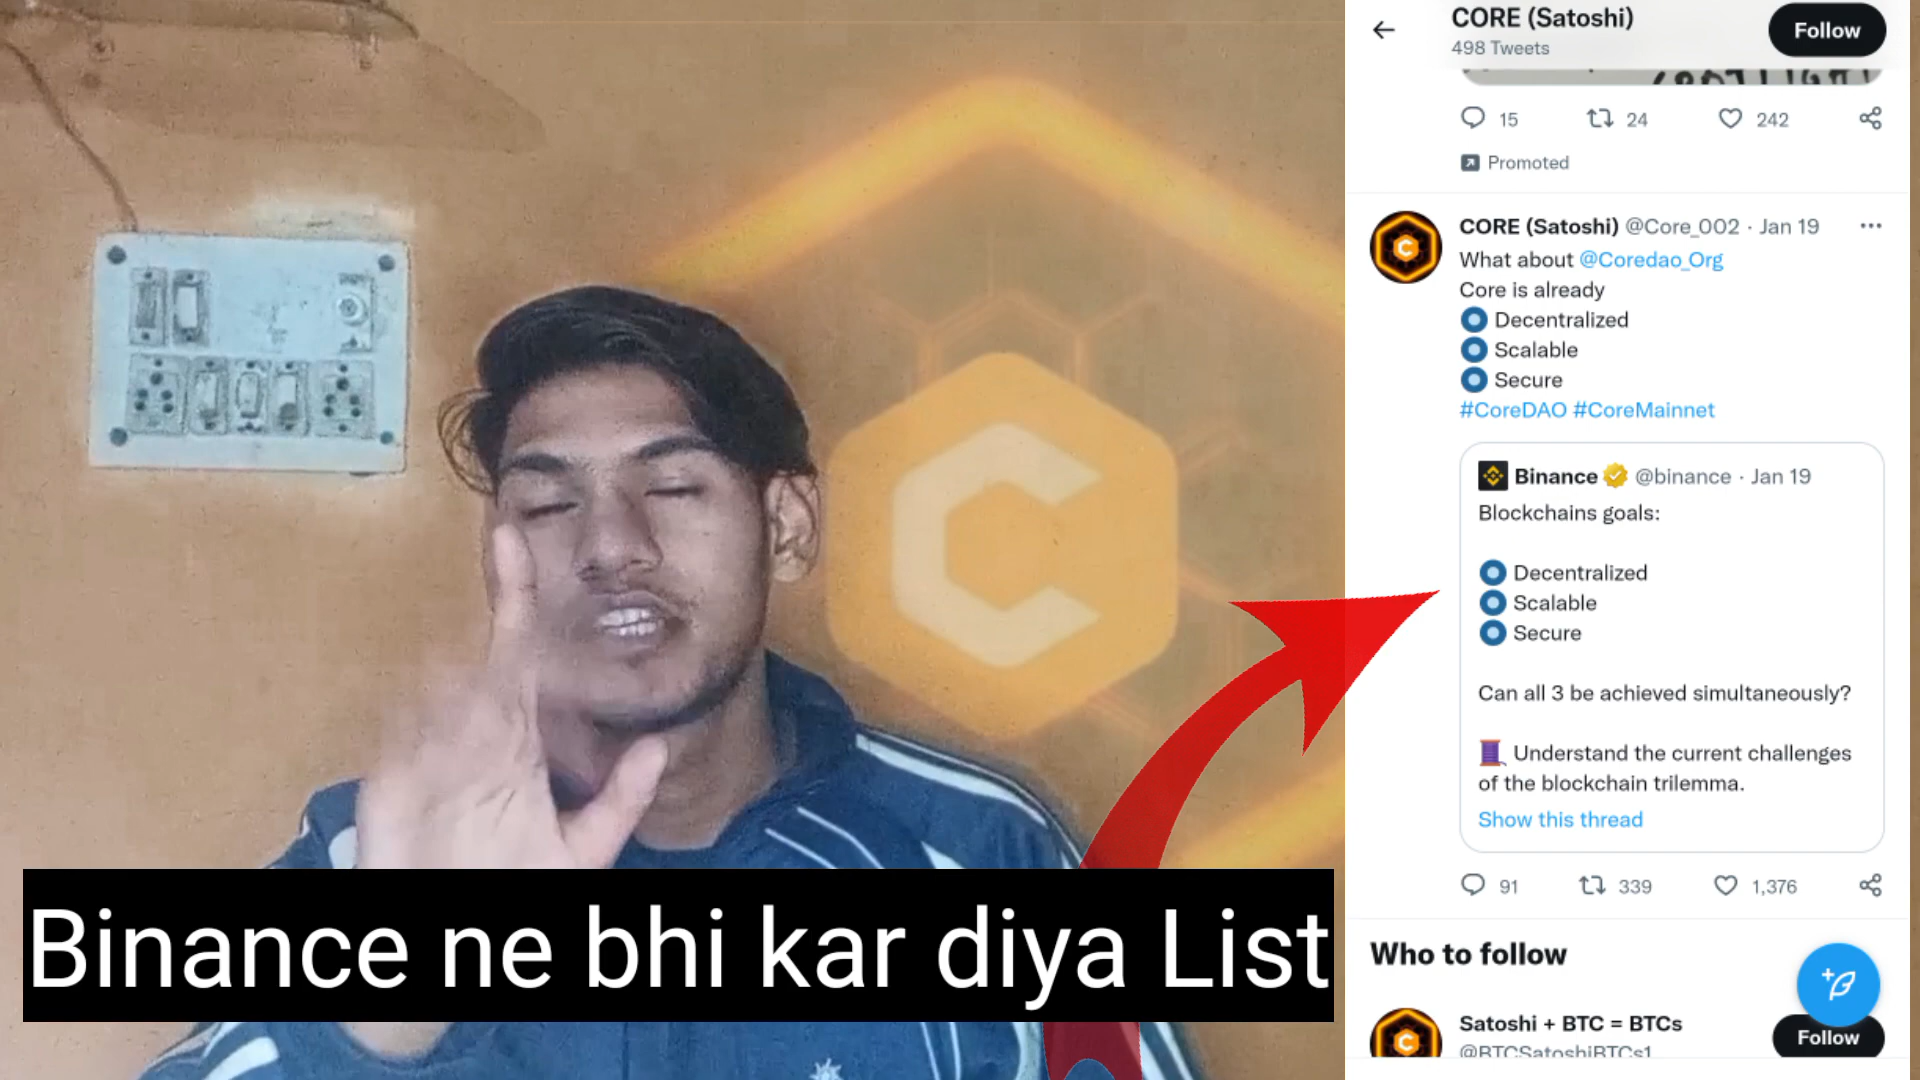 Binance ne bhi kar diya List
CORE (Satoshi)
498 Tweets
Follow
15 24 242
Promoted
CORE (Satoshi) @Core_002 · Jan 19
What about @Coredao_Org
Core is already
Decentralized
Scalable
Secure
#CoreDAO #CoreMainnet
Binance @binance · Jan 19
Blockchains goals:
Decentralized
Scalable
Secure
Can all 3 be achieved simultaneously?
Understand the current challenges
of the blockchain trilemma.
Show this thread
91 339 1,376
Who to follow
Satoshi + BTC = BTCs
@BTCSatoshiBTCs1
Follow